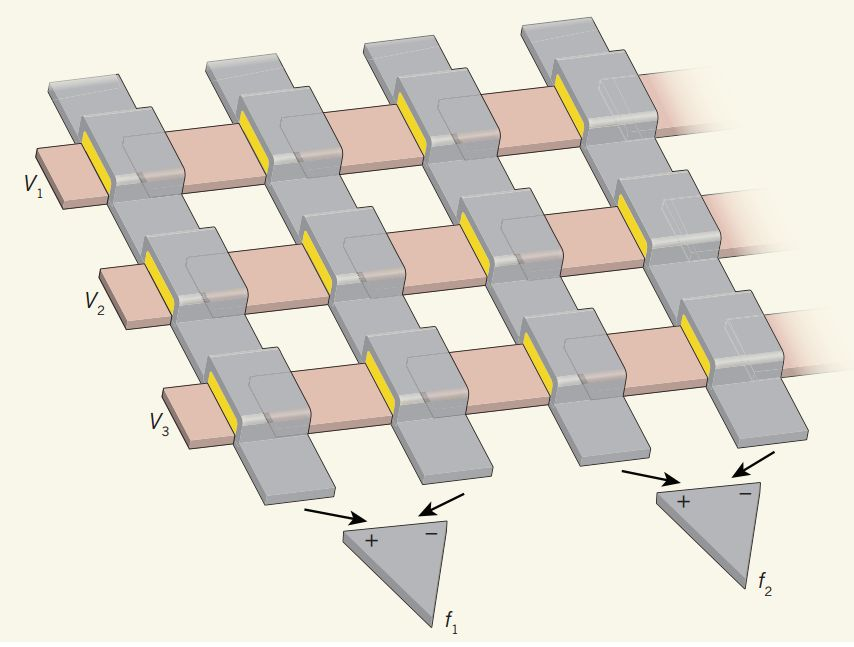 V₁
V₂
V₃
+ −
f₁
+ −
f₂